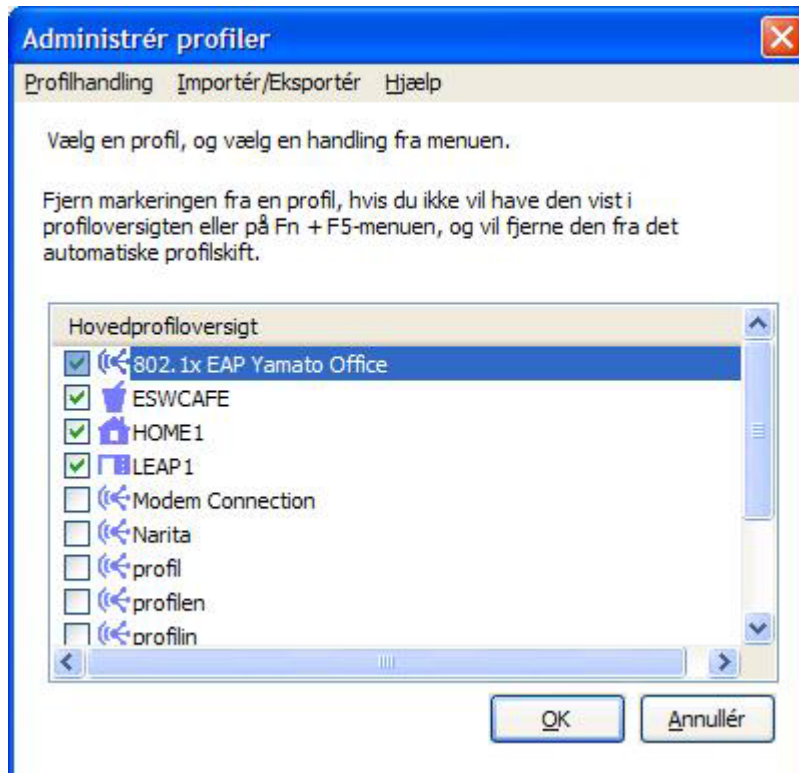 Administrér profiler
Profilhandling Importér/Eksportér Hjælp
Vælg en profil, og vælg en handling fra menuen.
Fjern markeringen fra en profil, hvis du ikke vil have den vist i
profiloversigten eller på Fn + F5-menuen, og vil fjerne den fra det
automatiske profilskift.
Hovedprofiloversigt
802.1x EAP Yamato Office
ESWCAFE
HOME1
LEAP1
Modem Connection
Narita
profil
profilen
profilin
OK Annullér